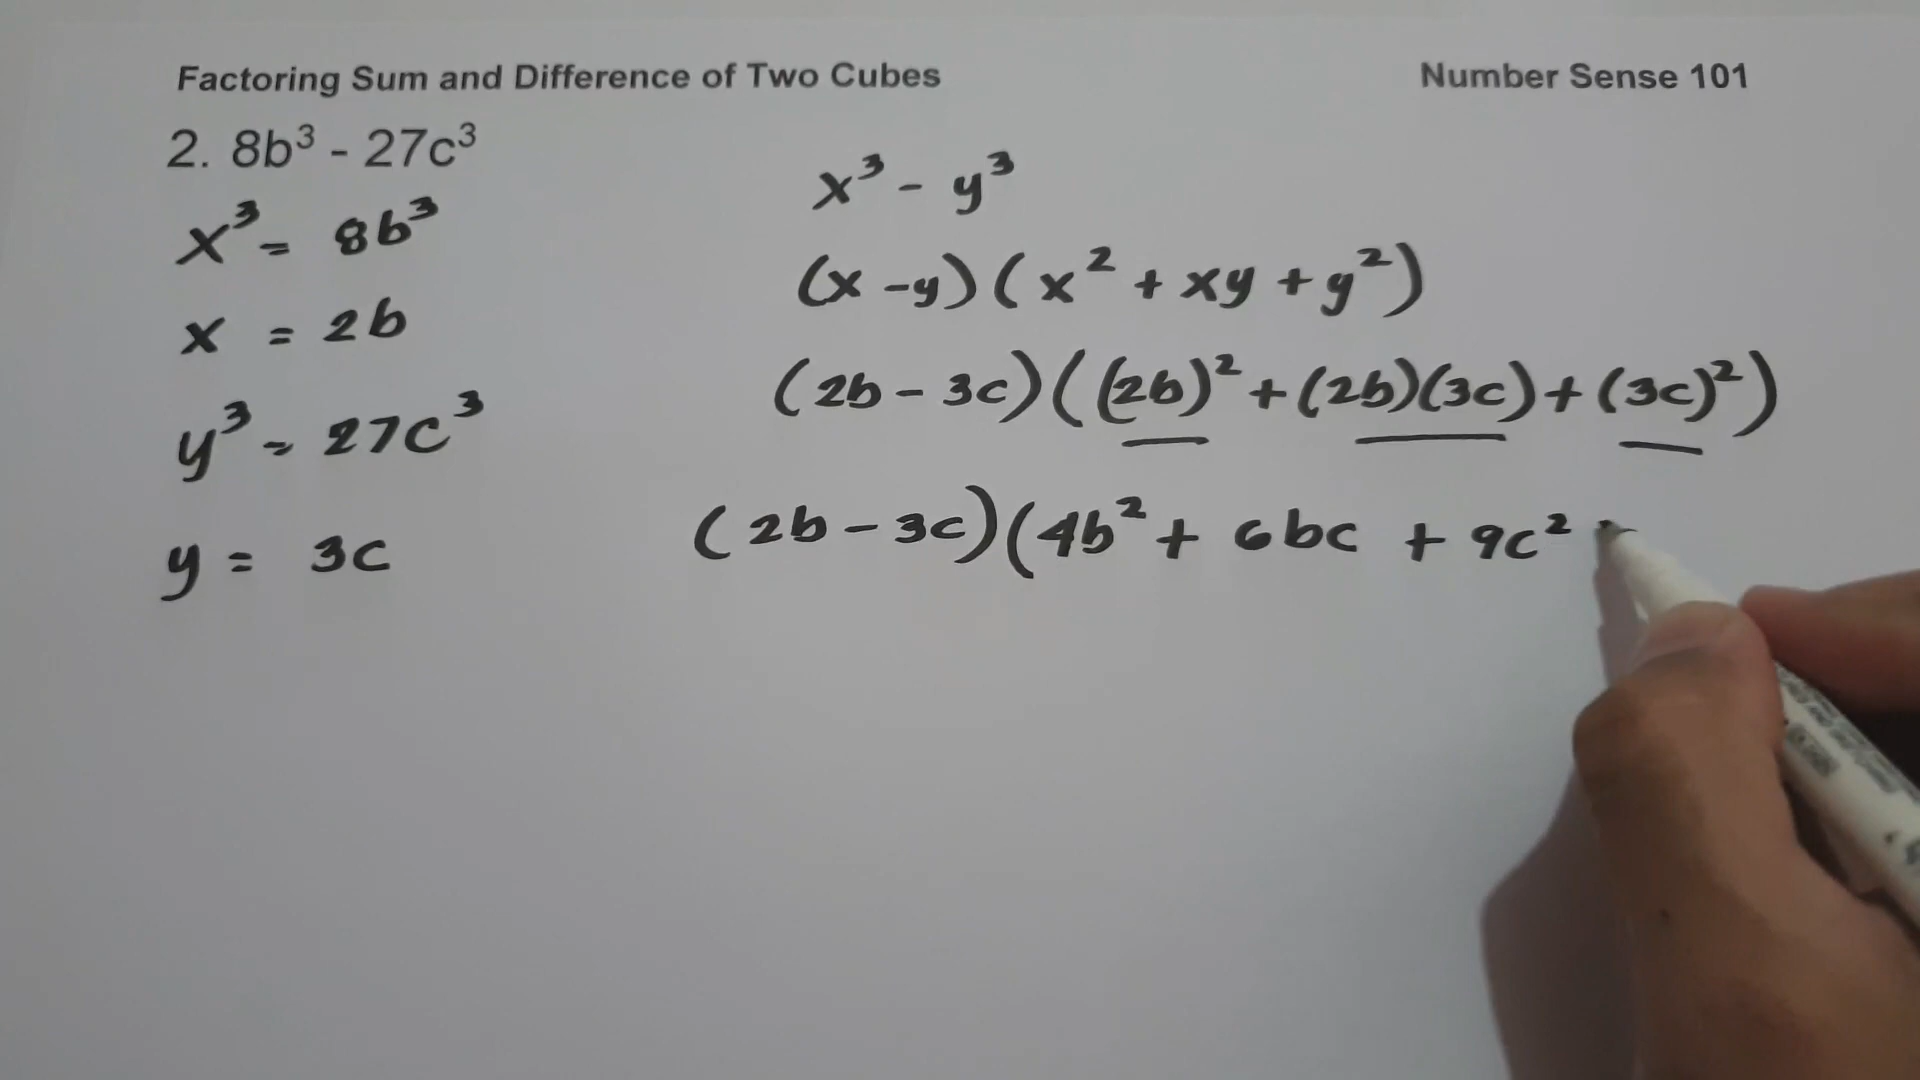 Factoring Sum and Difference of Two Cubes
Number Sense 101
2. 8b³ - 27c³
x³ = 8b³
x = 2b
y³ = 27c³
y = 3c
x³ - y³
(x - y)(x² + xy + y²)
(2b - 3c)((2b)² + (2b)(3c) + (3c)²)
(2b - 3c)(4b² + 6bc + 9c²